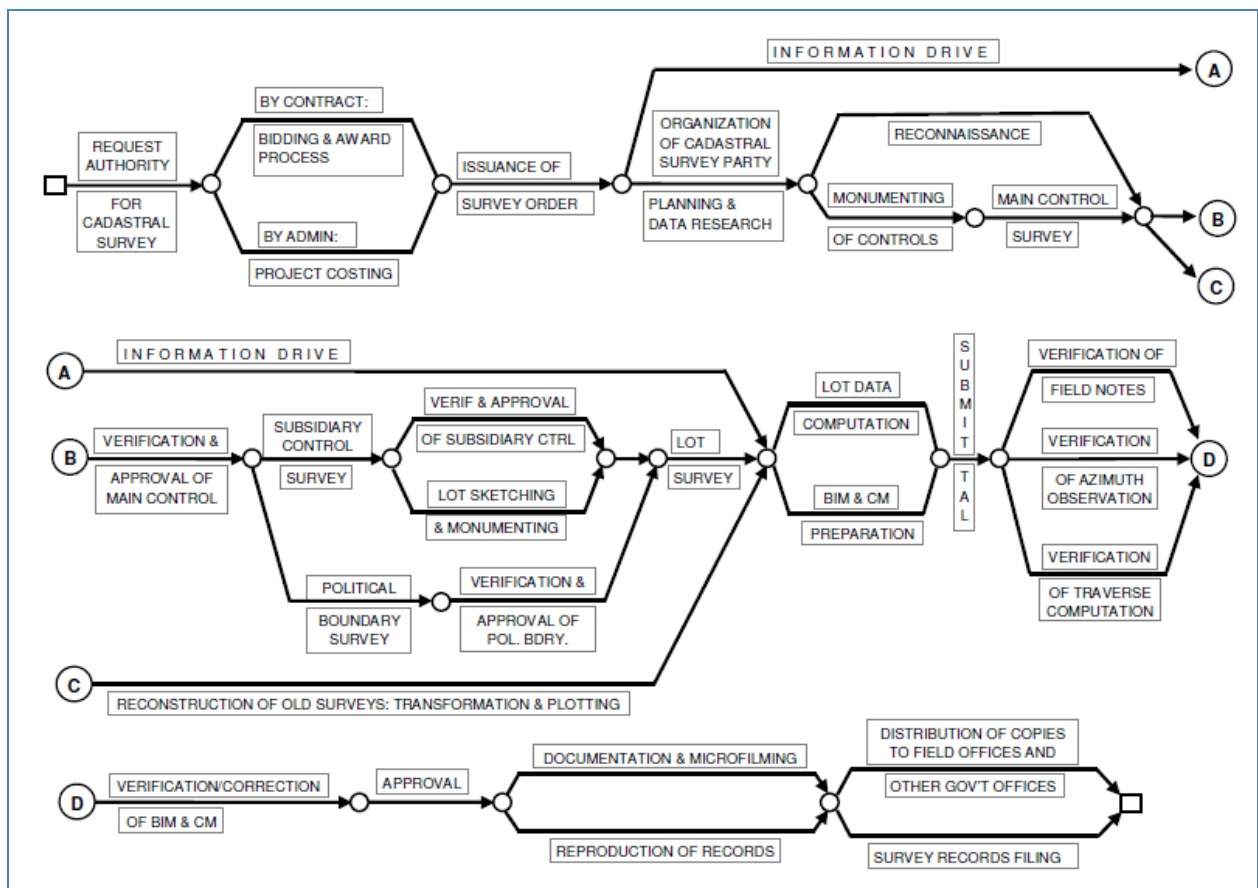 INFORMATION DRIVE
A
BY CONTRACT:
BIDDING & AWARD
PROCESS
REQUEST
AUTHORITY
FOR
CADASTRAL
SURVEY
BY ADMIN:
PROJECT COSTING
ISSUANCE OF
SURVEY ORDER
ORGANIZATION
OF CADASTRAL
SURVEY PARTY
PLANNING &
DATA RESEARCH
RECONNAISSANCE
MONUMENTING
OF CONTROLS
MAIN CONTROL
SURVEY
B
C
INFORMATION DRIVE
A
B
VERIFICATION &
APPROVAL OF
MAIN CONTROL
SUBSIDIARY
CONTROL
SURVEY
VERIF & APPROVAL
OF SUBSIDIARY CTRL
LOT SKETCHING
& MONUMENTING
LOT
SURVEY
POLITICAL
BOUNDARY
SURVEY
VERIFICATION &
APPROVAL OF
POL. BDRY.
C
RECONSTRUCTION OF OLD SURVEYS: TRANSFORMATION & PLOTTING
LOT DATA
COMPUTATION
BIM & CM
PREPARATION
SUBMITTAL
VERIFICATION OF
FIELD NOTES
VERIFICATION
OF AZIMUTH
OBSERVATION
VERIFICATION
OF TRAVERSE
COMPUTATION
D
D
VERIFICATION/CORRECTION
OF BIM & CM
APPROVAL
DOCUMENTATION & MICROFILMING
REPRODUCTION OF RECORDS
DISTRIBUTION OF COPIES
TO FIELD OFFICES AND
OTHER GOV'T OFFICES
SURVEY RECORDS FILING